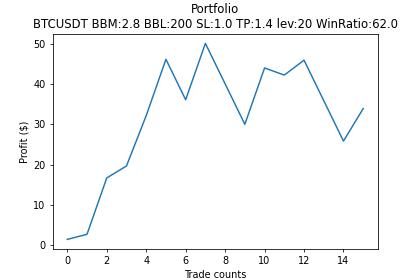 Portfolio
BTCUSDT BBM:2.8 BBL:200 SL:1.0 TP:1.4 lev:20 WinRatio:62.0
50
40
30
20
10
0
Profit ($)
0 2 4 6 8 10 12 14
Trade counts